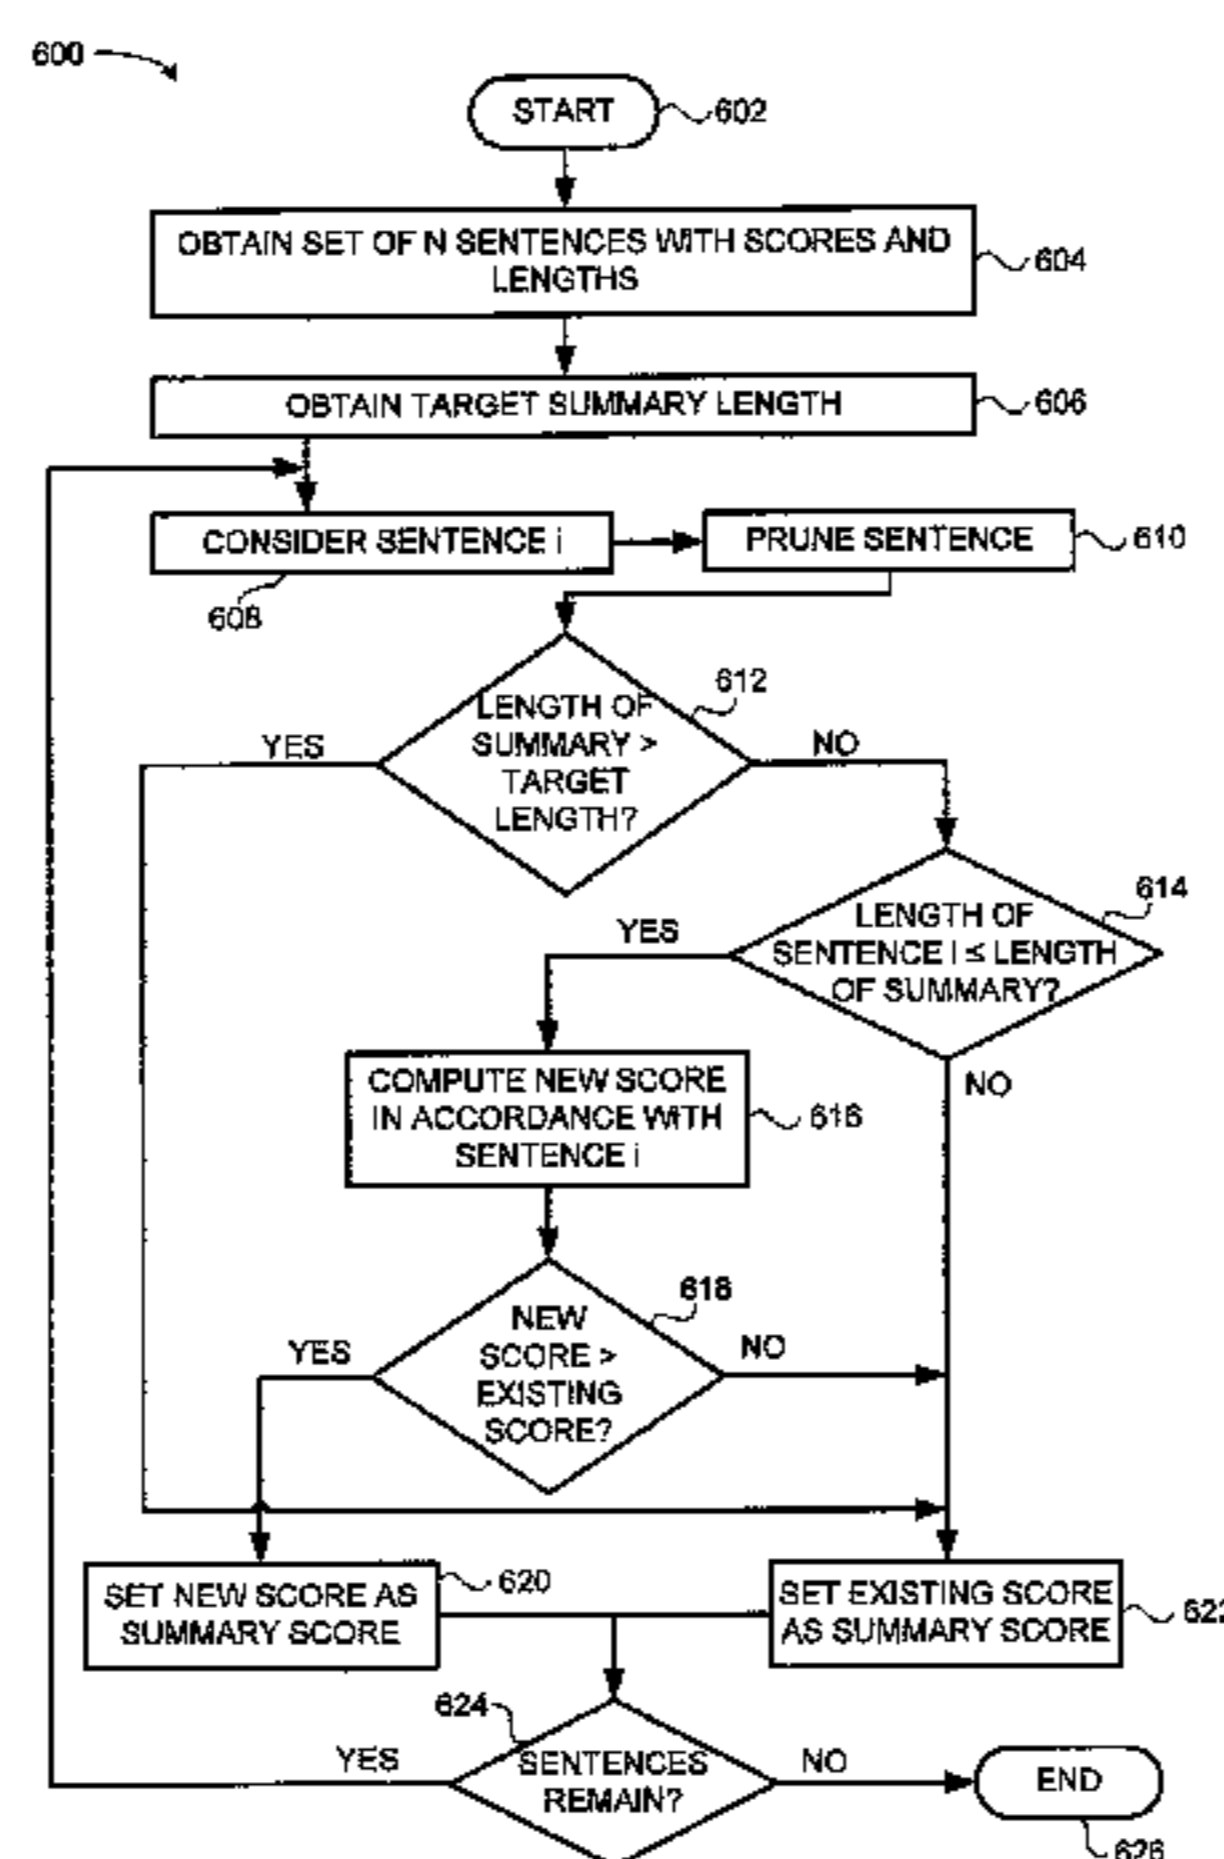 600
START
602
OBTAIN SET OF N SENTENCES WITH SCORES AND
LENGTHS
604
OBTAIN TARGET SUMMARY LENGTH
606
CONSIDER SENTENCE i
608
PRUNE SENTENCE
610
LENGTH OF
SUMMARY >
TARGET
LENGTH?
612
YES
NO
LENGTH OF
SENTENCE I ≤ LENGTH
OF SUMMARY?
614
YES
NO
COMPUTE NEW SCORE
IN ACCORDANCE WITH
SENTENCE i
616
NEW
SCORE >
EXISTING
SCORE?
618
YES
NO
SET NEW SCORE AS
SUMMARY SCORE
620
SET EXISTING SCORE
AS SUMMARY SCORE
622
624
SENTENCES
REMAIN?
YES
NO
END
626